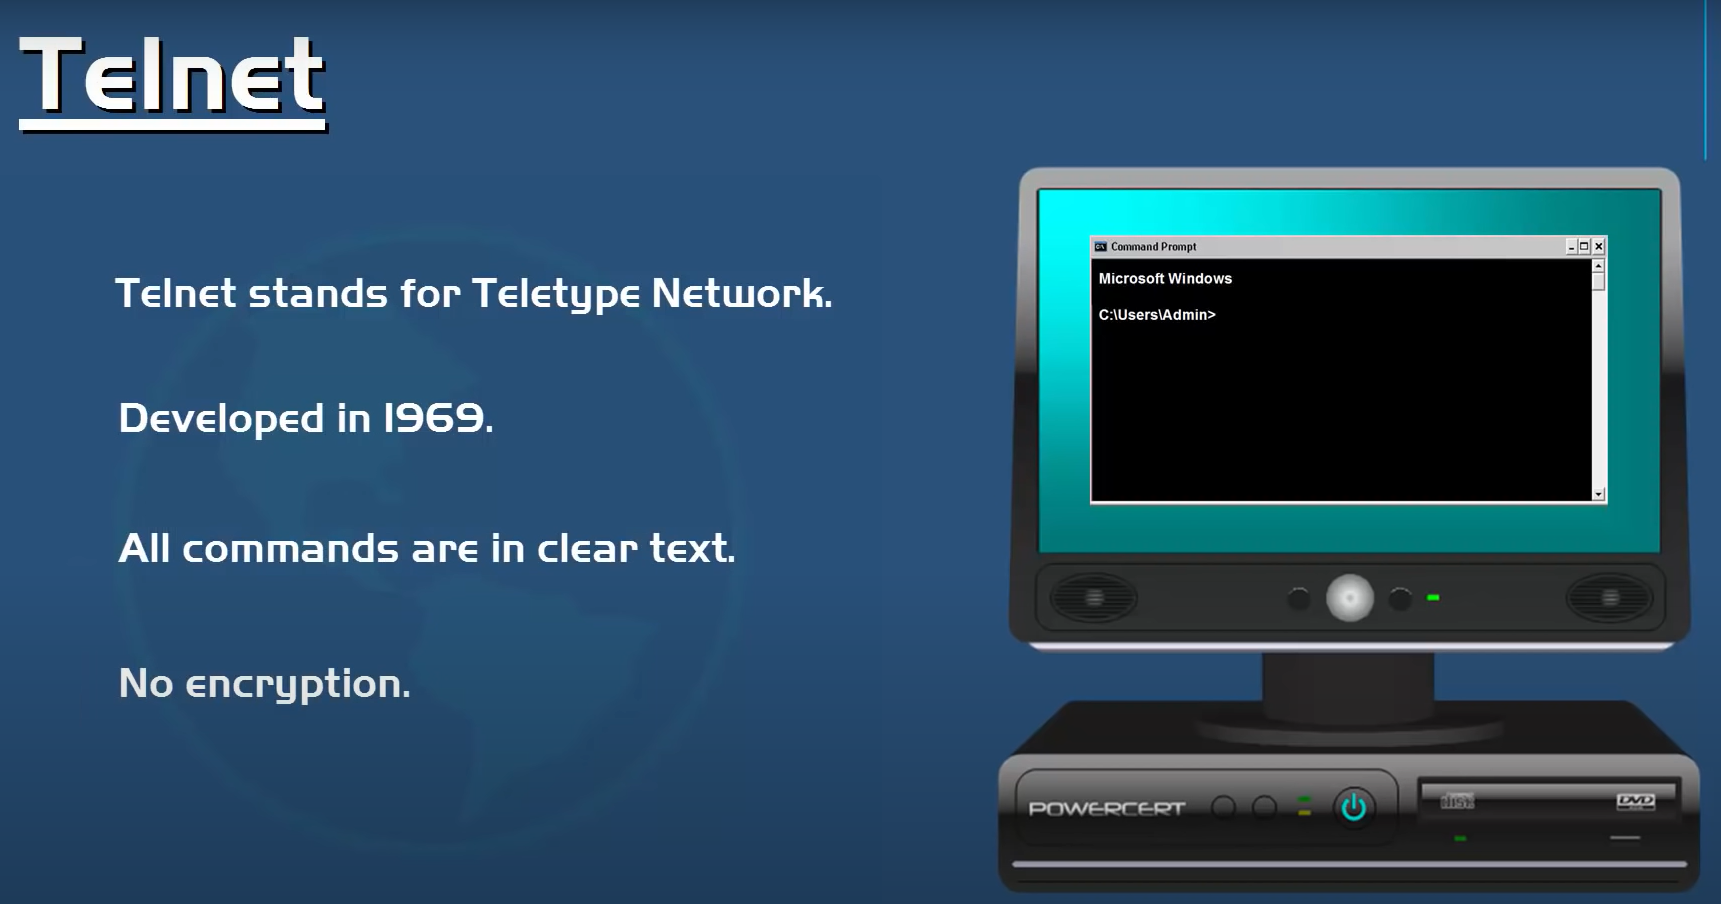 Telnet
Telnet stands for Teletype Network.
Developed in 1969.
All commands are in clear text.
No encryption.
Command Prompt
Microsoft Windows
C:\Users\Admin>
POWERCERT
disc
DVD